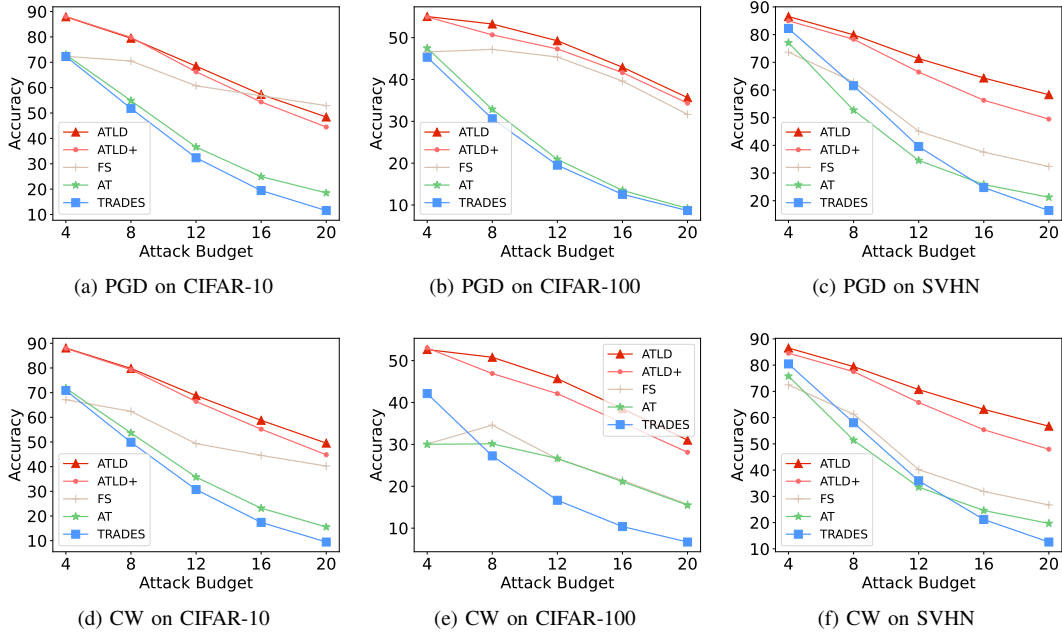 90
80
70
60
50
40
30
20
10
Accuracy
ATLD
ATLD+
FS
AT
TRADES
4 8 12 16 20
Attack Budget
(a) PGD on CIFAR-10
50
40
30
20
10
Accuracy
ATLD
ATLD+
FS
AT
TRADES
4 8 12 16 20
Attack Budget
(b) PGD on CIFAR-100
90
80
70
60
50
40
30
20
Accuracy
ATLD
ATLD+
FS
AT
TRADES
4 8 12 16 20
Attack Budget
(c) PGD on SVHN
90
80
70
60
50
40
30
20
10
Accuracy
ATLD
ATLD+
FS
AT
TRADES
4 8 12 16 20
Attack Budget
(d) CW on CIFAR-10
50
40
30
20
10
Accuracy
ATLD
ATLD+
FS
AT
TRADES
4 8 12 16 20
Attack Budget
(e) CW on CIFAR-100
90
80
70
60
50
40
30
20
10
Accuracy
ATLD
ATLD+
FS
AT
TRADES
4 8 12 16 20
Attack Budget
(f) CW on SVHN